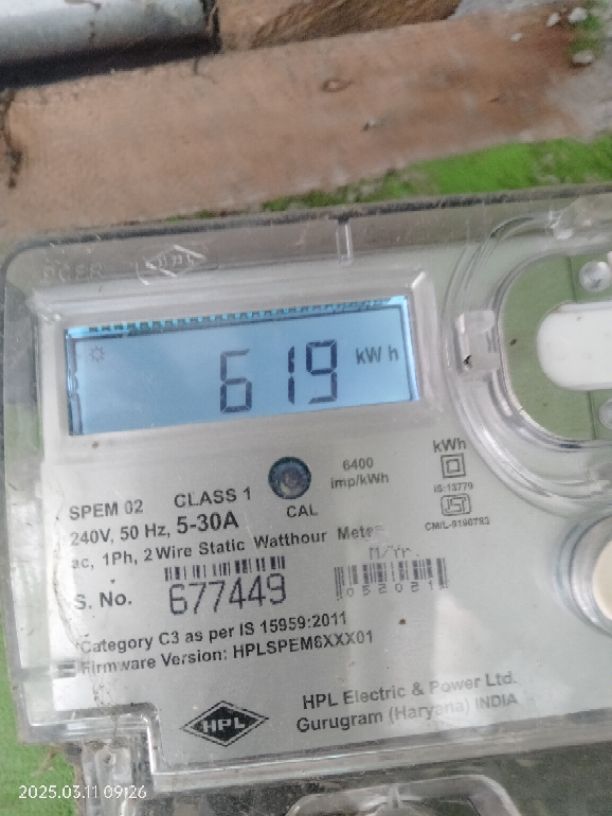 619 kWh
6400
imp/kWh
kWh
IS:13779
CAL
SPEM 02 CLASS 1
240V, 50 Hz, 5-30A
ac, 1Ph, 2 Wire Static Watthour Meter
M/Yr.
S. No. 677449
052021
Category C3 as per IS 15959:2011
Firmware Version: HPLSPEM6XXX01
HPL
HPL Electric & Power Ltd.
Gurugram (Haryana) INDIA
2025.03.11 09:26